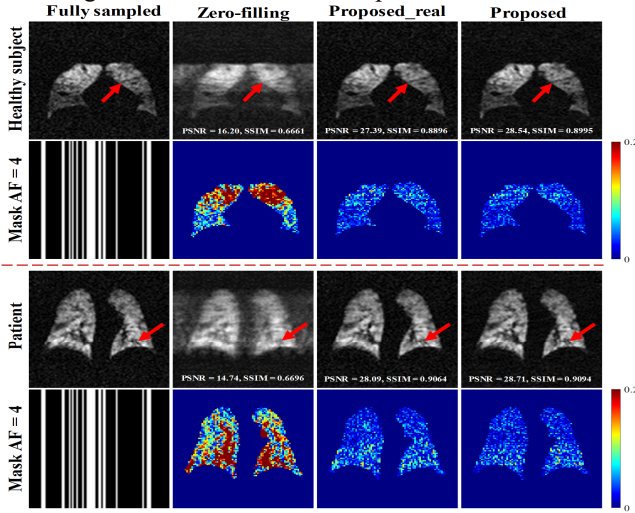 Fully sampled Zero-filling Proposed_real Proposed
Healthy subject
PSNR = 16.20, SSIM = 0.6661 PSNR = 27.39, SSIM = 0.8896 PSNR = 28.54, SSIM = 0.8995
Mask AF = 4
0.2
0
Patient
PSNR = 14.74, SSIM = 0.6696 PSNR = 28.09, SSIM = 0.9064 PSNR = 28.71, SSIM = 0.9094
Mask AF = 4
0.2
0